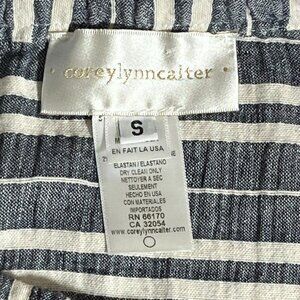 · coreylynncalter ·
S
EN FAIT LA USA
ELASTAN / ELASTANO
DRY CLEAN ONLY
NETTOYER A SEC
SEULEMENT
HECHO EN USA
CON MATERIALES
IMPORTADOS
RN 66170
CA 32054
www.coreylynncalter.com